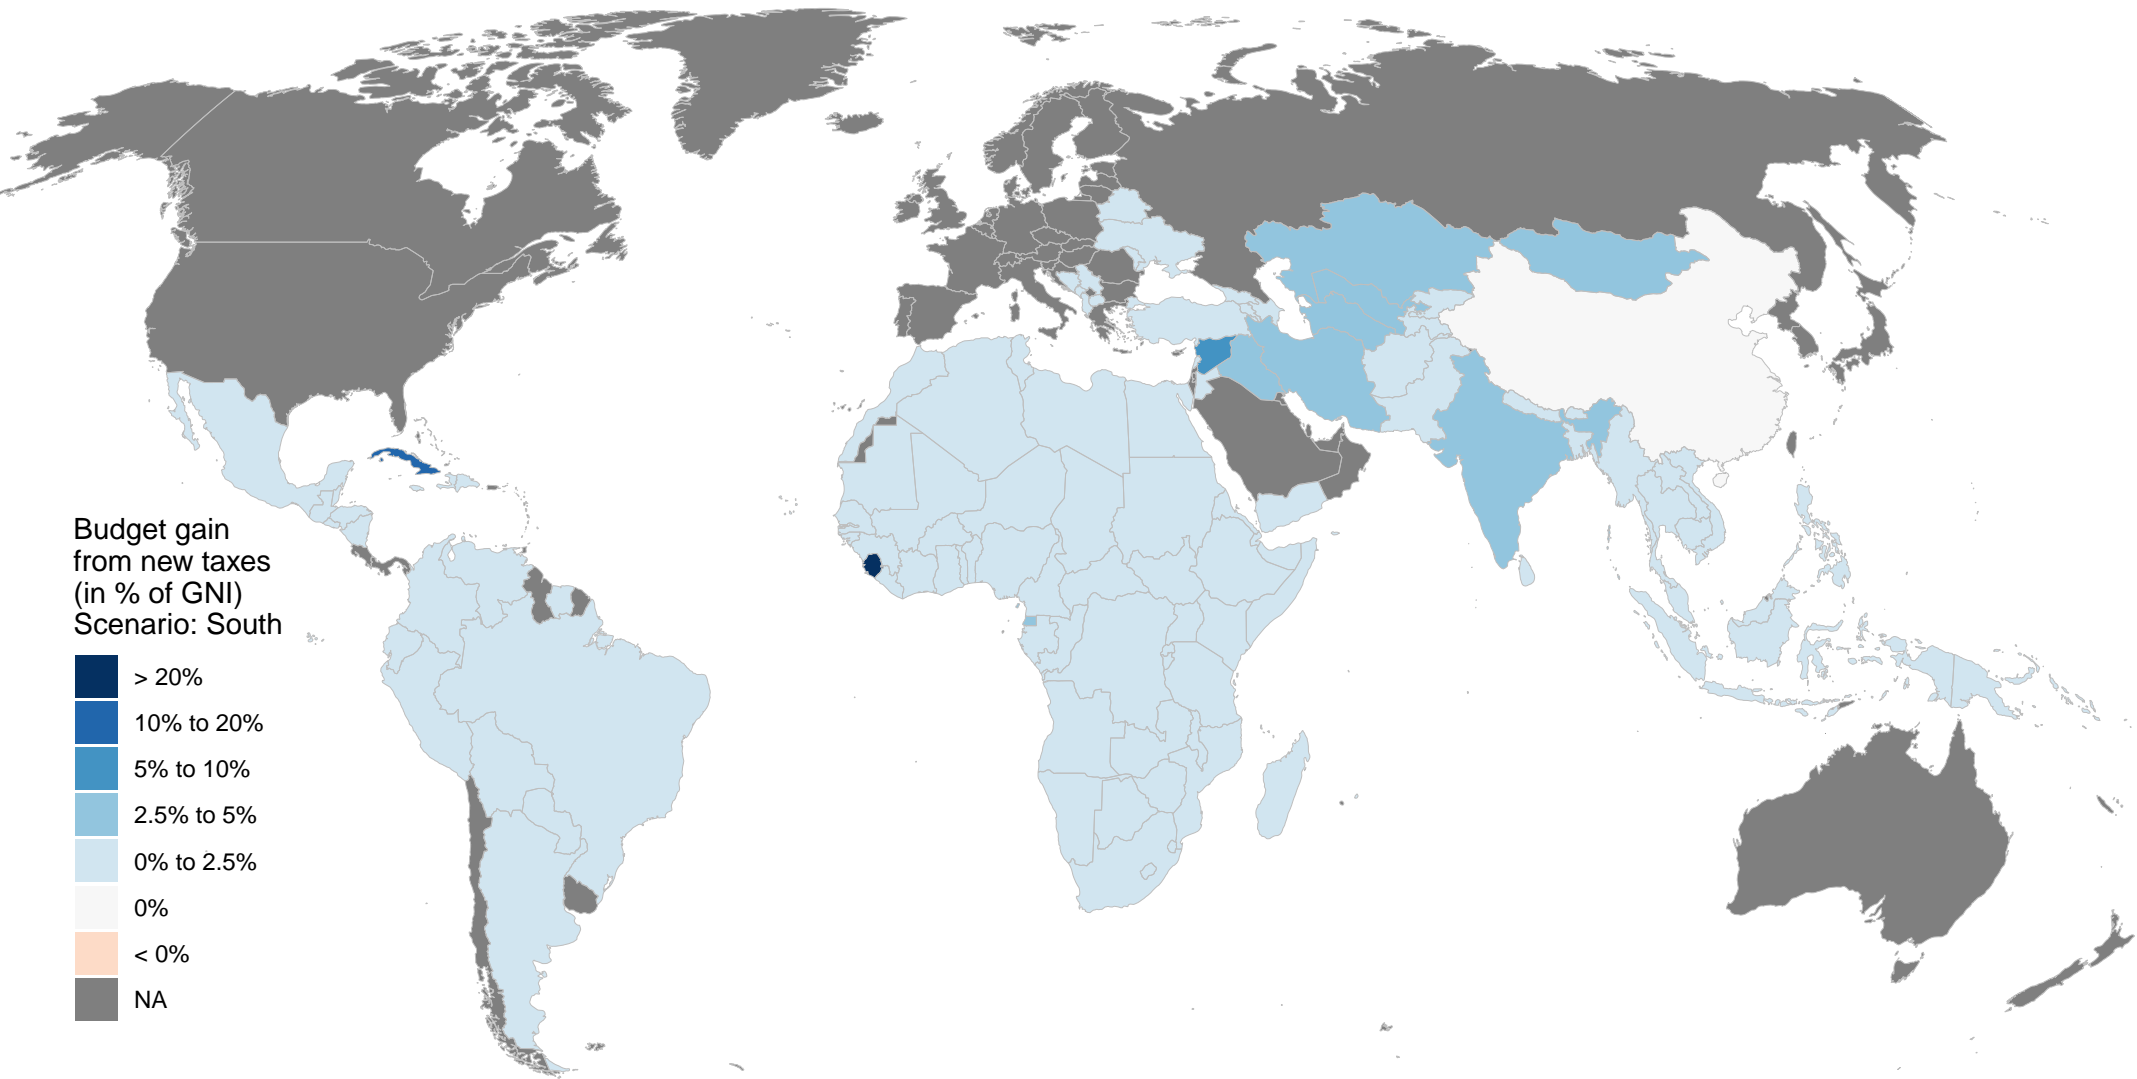 Budget gain
from new taxes
(in % of GNI)
Scenario: South
> 20%
10% to 20%
5% to 10%
2.5% to 5%
0% to 2.5%
0%
< 0%
NA